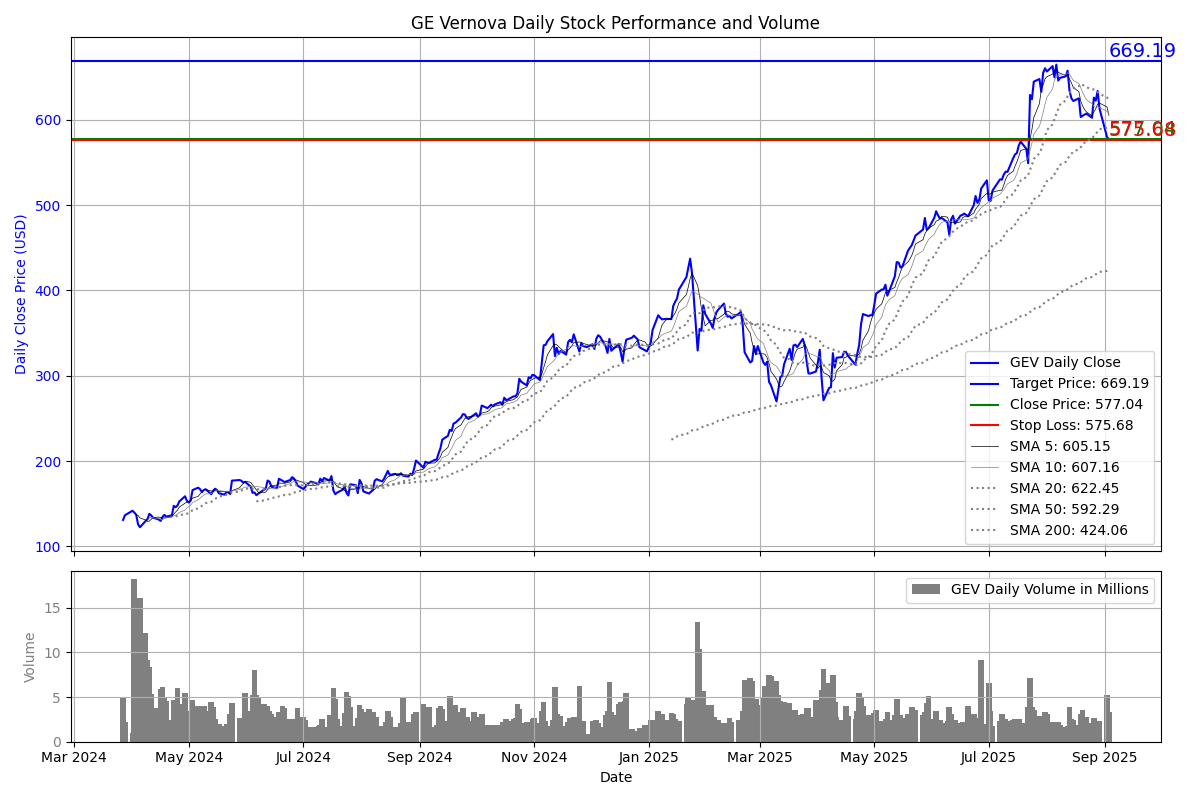 GE Vernova Daily Stock Performance and Volume
669.19
575.68
600
500
400
300
200
100
Daily Close Price (USD)
GEV Daily Close
Target Price: 669.19
Close Price: 577.04
Stop Loss: 575.68
SMA 5: 605.15
SMA 10: 607.16
SMA 20: 622.45
SMA 50: 592.29
SMA 200: 424.06
GEV Daily Volume in Millions
15
10
5
0
Volume
Mar 2024
May 2024
Jul 2024
Sep 2024
Nov 2024
Jan 2025
Mar 2025
May 2025
Jul 2025
Sep 2025
Date